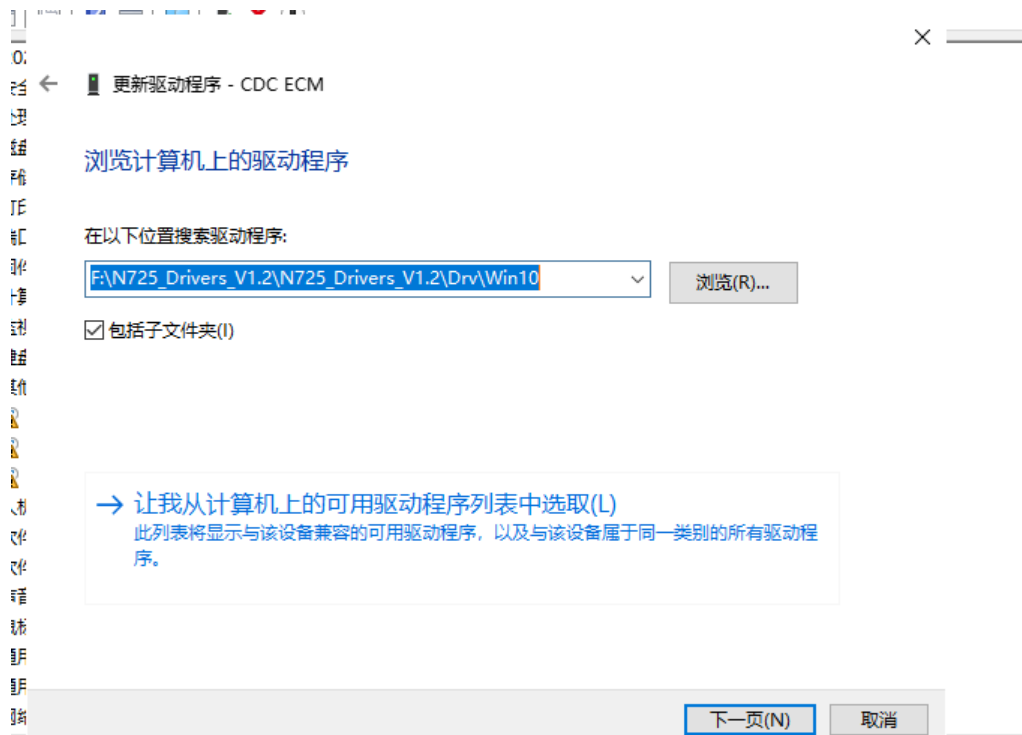 更新驱动程序 - CDC ECM
浏览计算机上的驱动程序
在以下位置搜索驱动程序:
F:\N725_Drivers_V1.2\N725_Drivers_V1.2\Drv\Win10
浏览(R)...
包括子文件夹(I)
让我从计算机上的可用驱动程序列表中选取(L)
此列表将显示与该设备兼容的可用驱动程序，以及与该设备属于同一类别的所有驱动程
序。
下一页(N)
取消